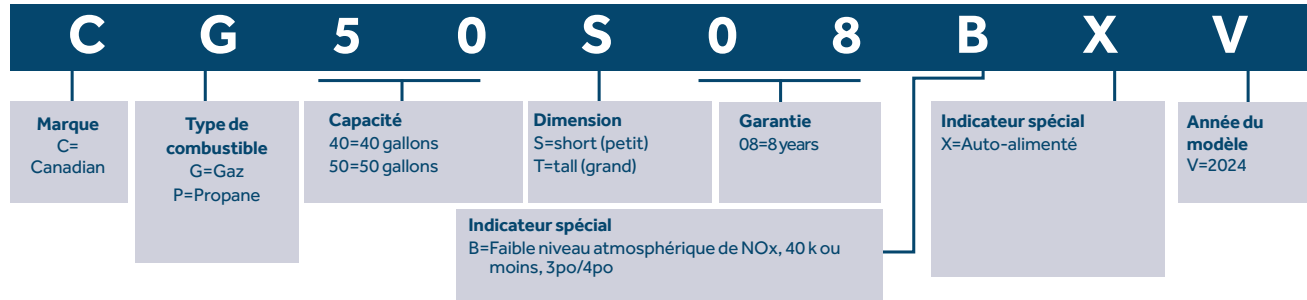 C G 5 0 S 0 8 B X V
Marque
C=
Canadian
Type de
combustible
G=Gaz
P=Propane
Capacité
40=40 gallons
50=50 gallons
Dimension
S=short (petit)
T=tall (grand)
Garantie
08=8 years
Indicateur spécial
X=Auto-alimenté
Année du
modèle
V=2024
Indicateur spécial
B=Faible niveau atmosphérique de NOx, 40 k ou
moins, 3po/4po